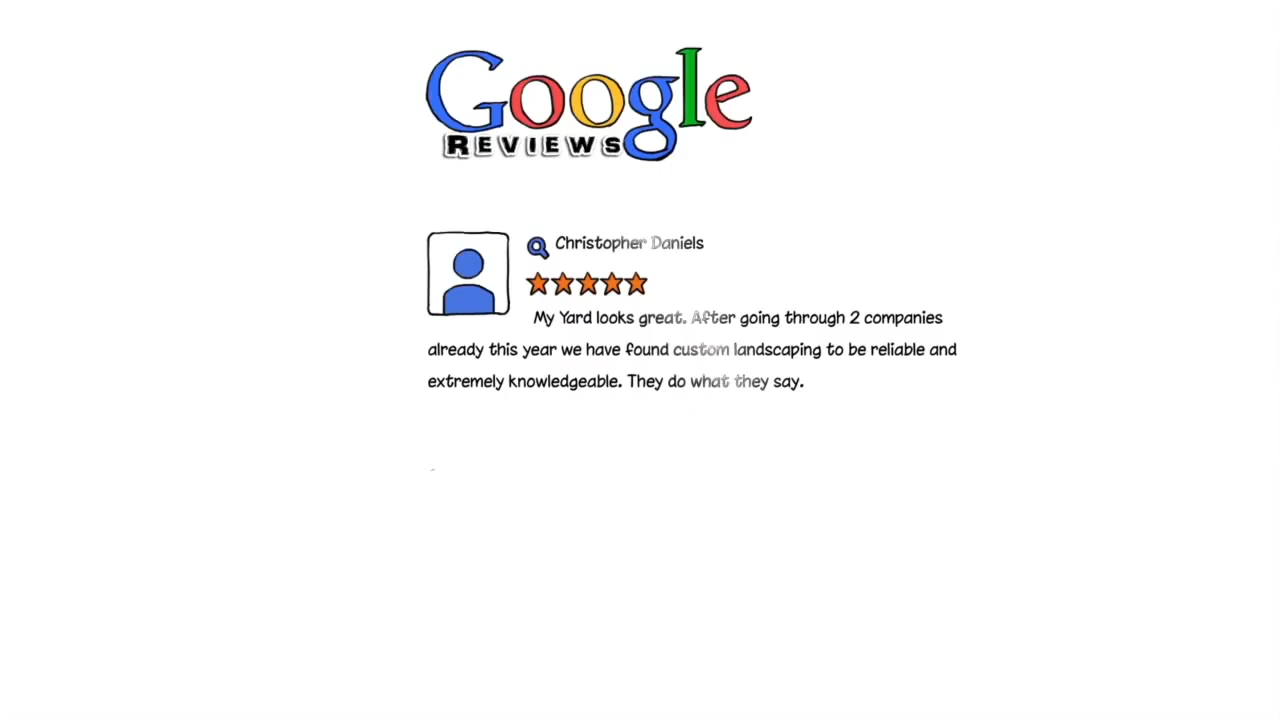 Google
REVIEWS
Christopher Daniels
My Yard looks great. After going through 2 companies
already this year we have found custom landscaping to be reliable and
extremely knowledgeable. They do what they say.